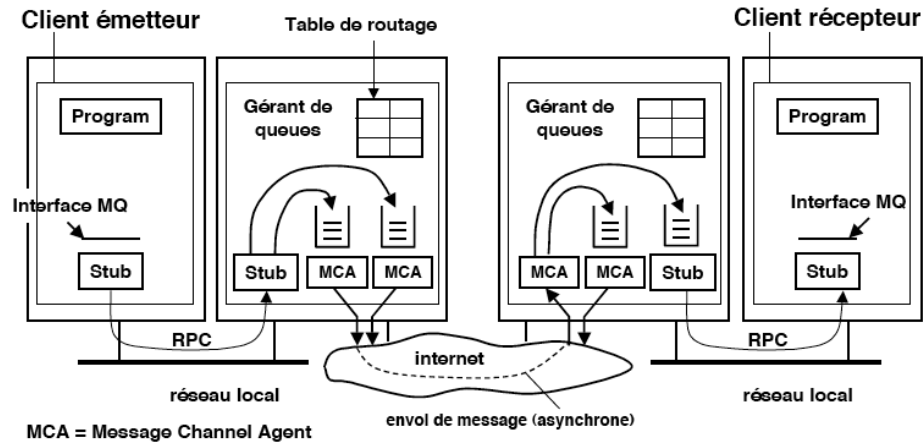 Client émetteur
Table de routage
Client récepteur
Program
Gérant de
queues
Gérant de
queues
Program
Interface MQ
Interface MQ
Stub
Stub
MCA
MCA
MCA
MCA
Stub
Stub
RPC
internet
RPC
réseau local
envol de message (asynchrone)
réseau local
MCA = Message Channel Agent